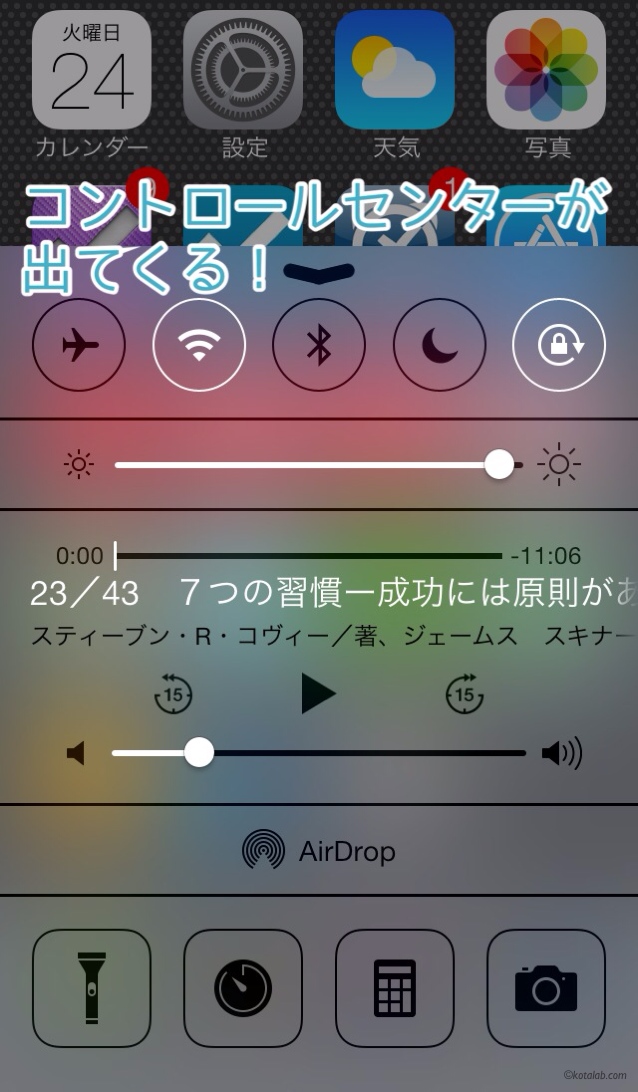 火曜日
24
カレンダー
設定
天気
写真
1
コントロールセンターが
出てくる！
0:00
-11:06
23／43　７つの習慣ー成功には原則があ
スティーブン・R・コヴィー／著、ジェームス　スキナー
15
15
AirDrop
©kotalab.com